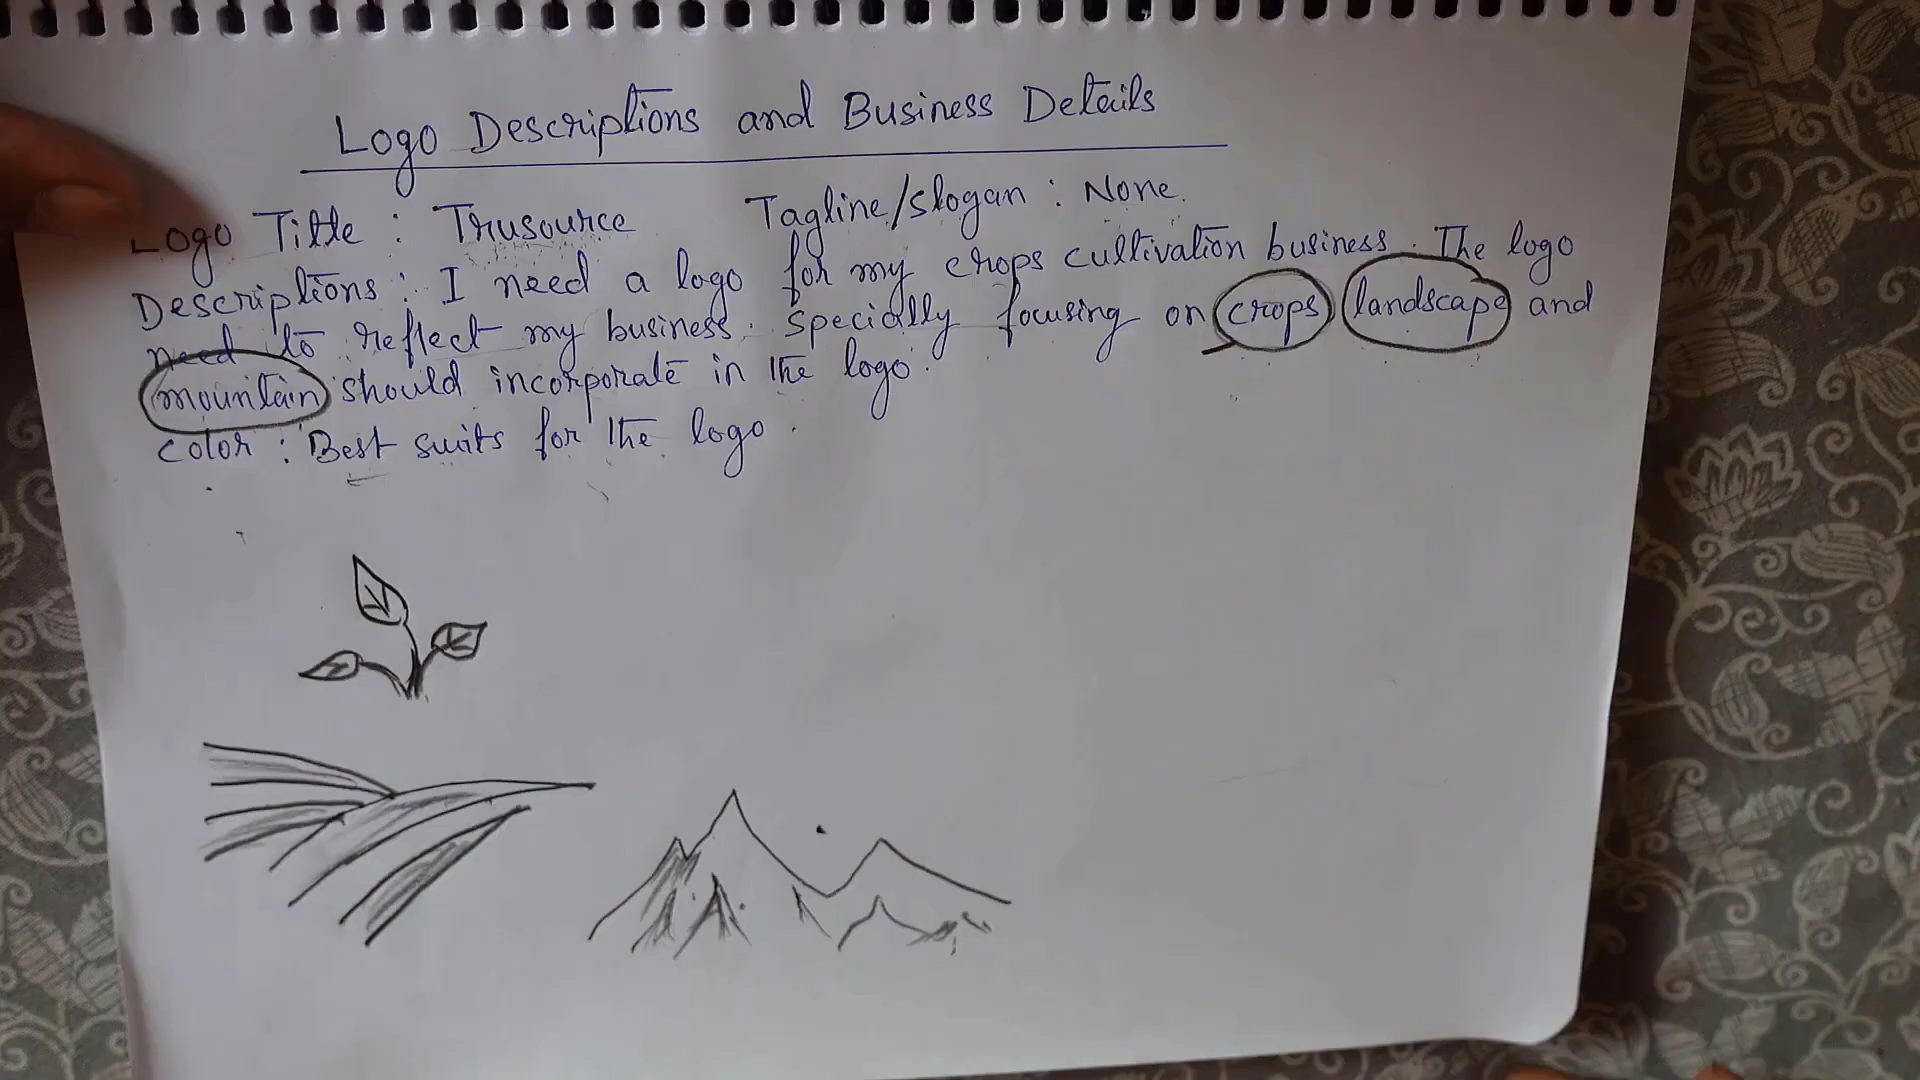 Logo Descriptions and Business Details
Logo Title : Trusource Tagline/Slogan : None.
Descriptions : I need a logo for my crops cultivation business. The logo
need to reflect my business. Specially focusing on crops landscape and
mountain should incorporate in the logo.
Color : Best suits for the logo.